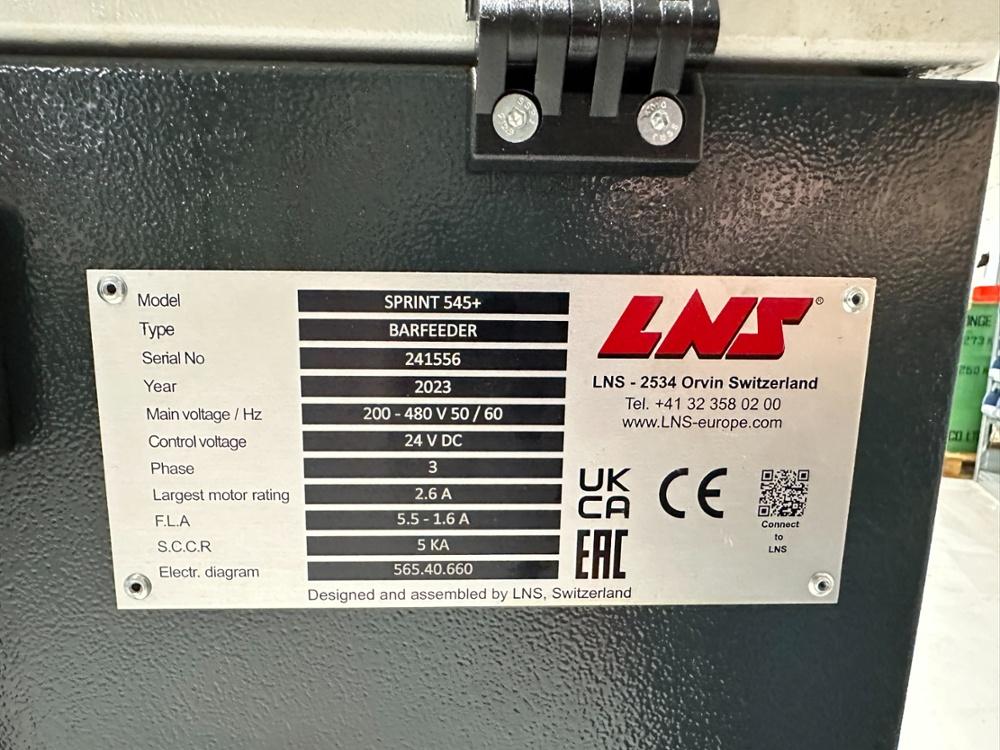 Model SPRINT 545+
Type BARFEEDER
Serial No 241556
Year 2023
Main voltage / Hz 200 - 480 V 50 / 60
Control voltage 24 V DC
Phase 3
Largest motor rating 2.6 A
F.L.A 5.5 - 1.6 A
S.C.C.R 5 KA
Electr. diagram 565.40.660
Designed and assembled by LNS, Switzerland
LNS®
LNS - 2534 Orvin Switzerland
Tel. +41 32 358 02 00
www.LNS-europe.com
UK
CA
CE
EAC
Connect
to
LNS